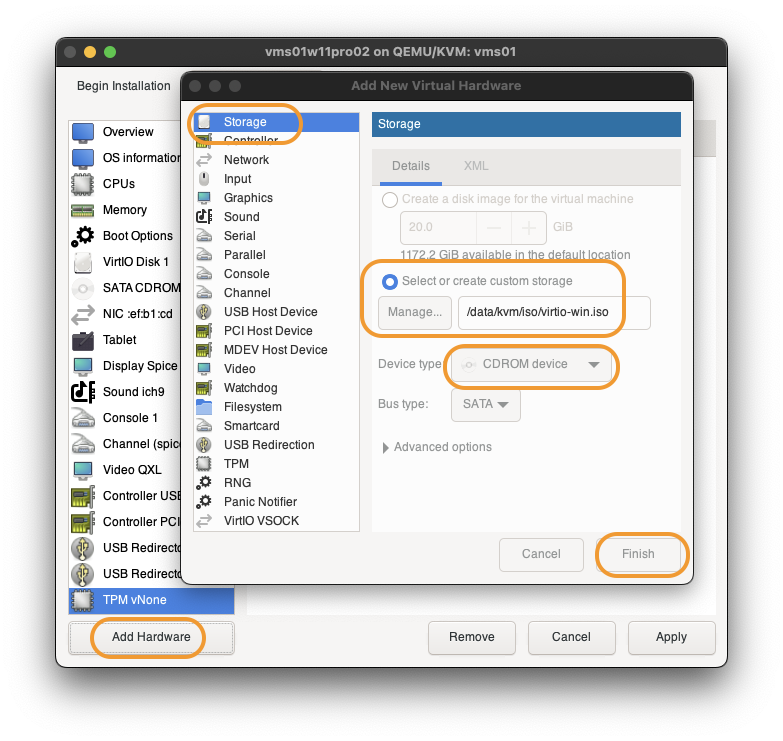 vms01w11pro02 on QEMU/KVM: vms01
Begin Installation
Overview
OS information
CPUs
Memory
Boot Options
VirtIO Disk 1
SATA CDROM
NIC :ef:b1:cd
Tablet
Display Spice
Sound ich9
Console 1
Channel (spice
Video QXL
Controller USB
Controller PCI
USB Redirecto
USB Redirecto
TPM vNone
Add Hardware
Remove
Cancel
Apply
Add New Virtual Hardware
Storage
Controller
Network
Input
Graphics
Sound
Serial
Parallel
Console
Channel
USB Host Device
PCI Host Device
MDEV Host Device
Video
Watchdog
Filesystem
Smartcard
USB Redirection
TPM
RNG
Panic Notifier
VirtIO VSOCK
Storage
Details XML
Create a disk image for the virtual machine
20.0 GiB
1172.2 GiB available in the default location
Select or create custom storage
Manage... /data/kvm/iso/virtio-win.iso
Device type CDROM device
Bus type: SATA
Advanced options
Cancel
Finish